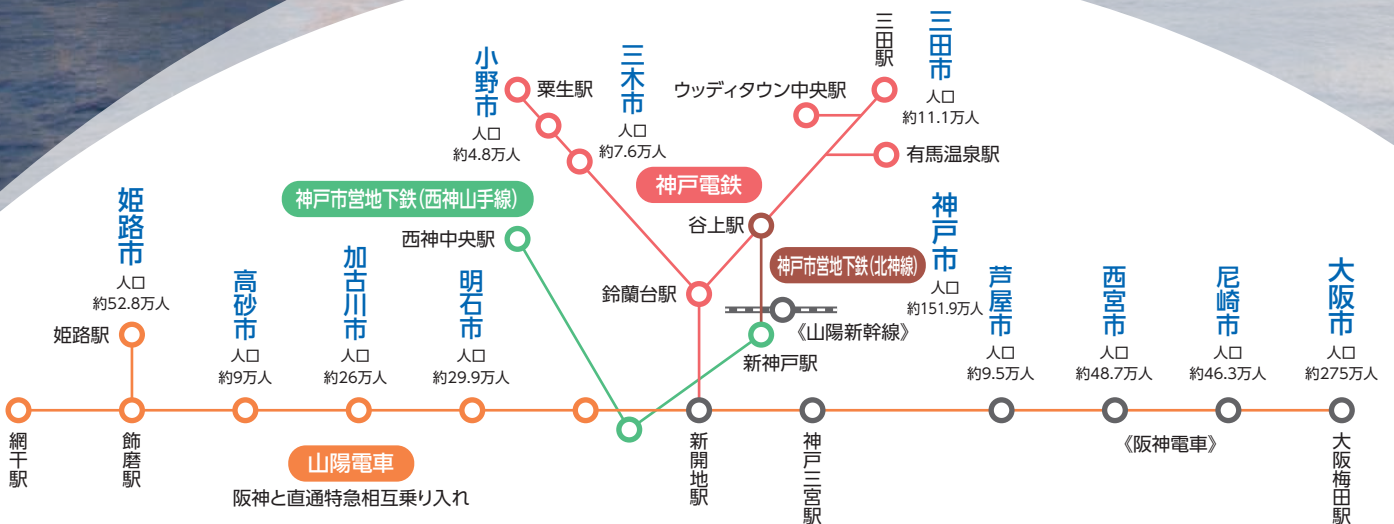 三田駅
三田市
人口
約11.1万人
小野市
人口
約4.8万人
粟生駅
三木市
人口
約7.6万人
ウッディタウン中央駅
有馬温泉駅
神戸電鉄
神戸市営地下鉄(西神山手線)
西神中央駅
谷上駅
神戸市営地下鉄(北神線)
神戸市
人口
約151.9万人
鈴蘭台駅
《山陽新幹線》
新神戸駅
姫路市
人口
約52.8万人
姫路駅
高砂市
人口
約9万人
加古川市
人口
約26万人
明石市
人口
約29.9万人
芦屋市
人口
約9.5万人
西宮市
人口
約48.7万人
尼崎市
人口
約46.3万人
大阪市
人口
約275万人
網干駅
飾磨駅
山陽電車
阪神と直通特急相互乗り入れ
新開地駅
神戸三宮駅
《阪神電車》
大阪梅田駅